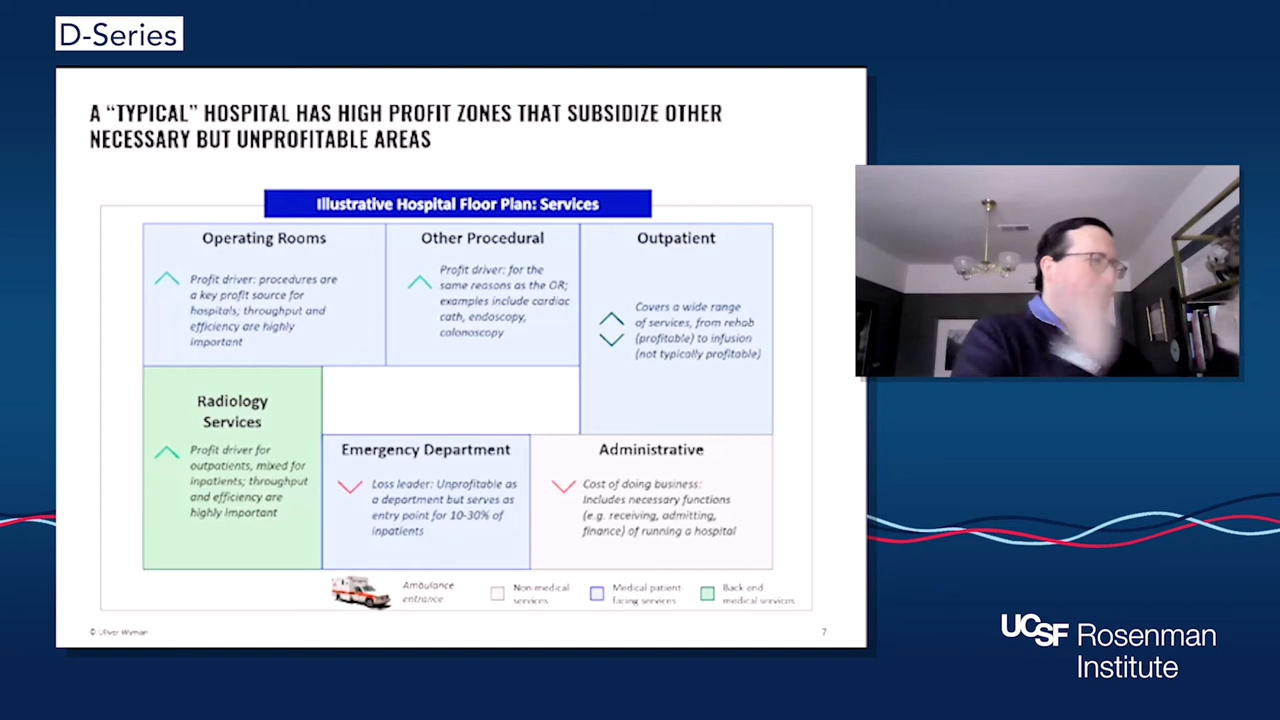 D-Series
A “TYPICAL” HOSPITAL HAS HIGH PROFIT ZONES THAT SUBSIDIZE OTHER
NECESSARY BUT UNPROFITABLE AREAS
Illustrative Hospital Floor Plan: Services
Operating Rooms
Profit driver: procedures are
a key profit source for
hospitals; throughput and
efficiency are highly
important
Other Procedural
Profit driver: for the
same reasons as the OR;
examples include cardiac
cath, endoscopy,
colonoscopy
Outpatient
Covers a wide range
of services, from rehab
(profitable) to infusion
(not typically profitable)
Radiology
Services
Profit driver for
outpatients, mixed for
inpatients; throughput
and efficiency are
highly important
Emergency Department
Loss leader: Unprofitable as
a department but serves as
entry point for 10-30% of
inpatients
Administrative
Cost of doing business:
Includes necessary functions
(e.g. receiving, admitting,
finance) of running a hospital
Ambulance
entrance
Non-medical
services
Medical patient-
facing services
Back end
medical services
© Oliver Wyman
7
UCSF Rosenman
Institute